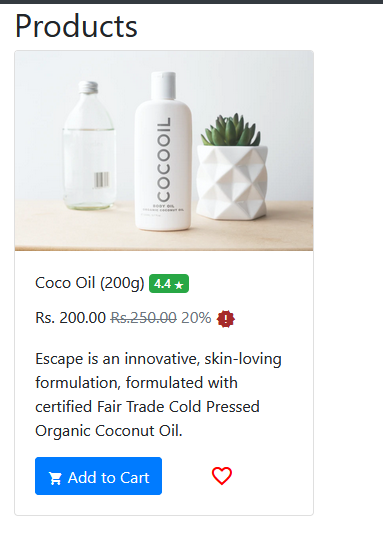 Products
COCOOIL
BODY OIL
ORGANIC COCONUT OIL
Coco Oil (200g) 4.4 ★
Rs. 200.00 Rs.250.00 20%
Escape is an innovative, skin-loving
formulation, formulated with
certified Fair Trade Cold Pressed
Organic Coconut Oil.
Add to Cart